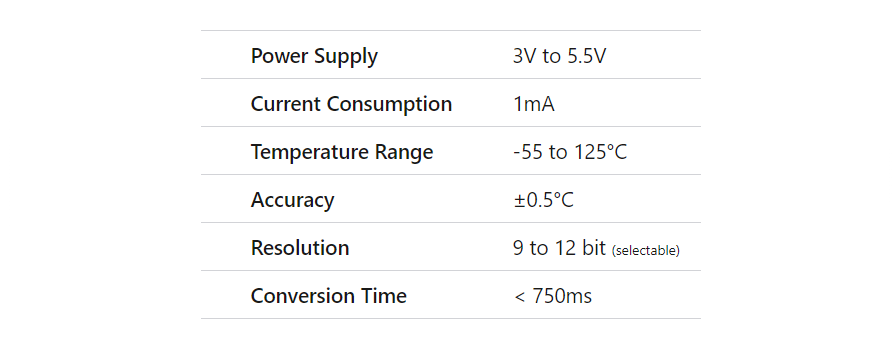 Power Supply 3V to 5.5V
Current Consumption 1mA
Temperature Range -55 to 125°C
Accuracy ±0.5°C
Resolution 9 to 12 bit (selectable)
Conversion Time < 750ms